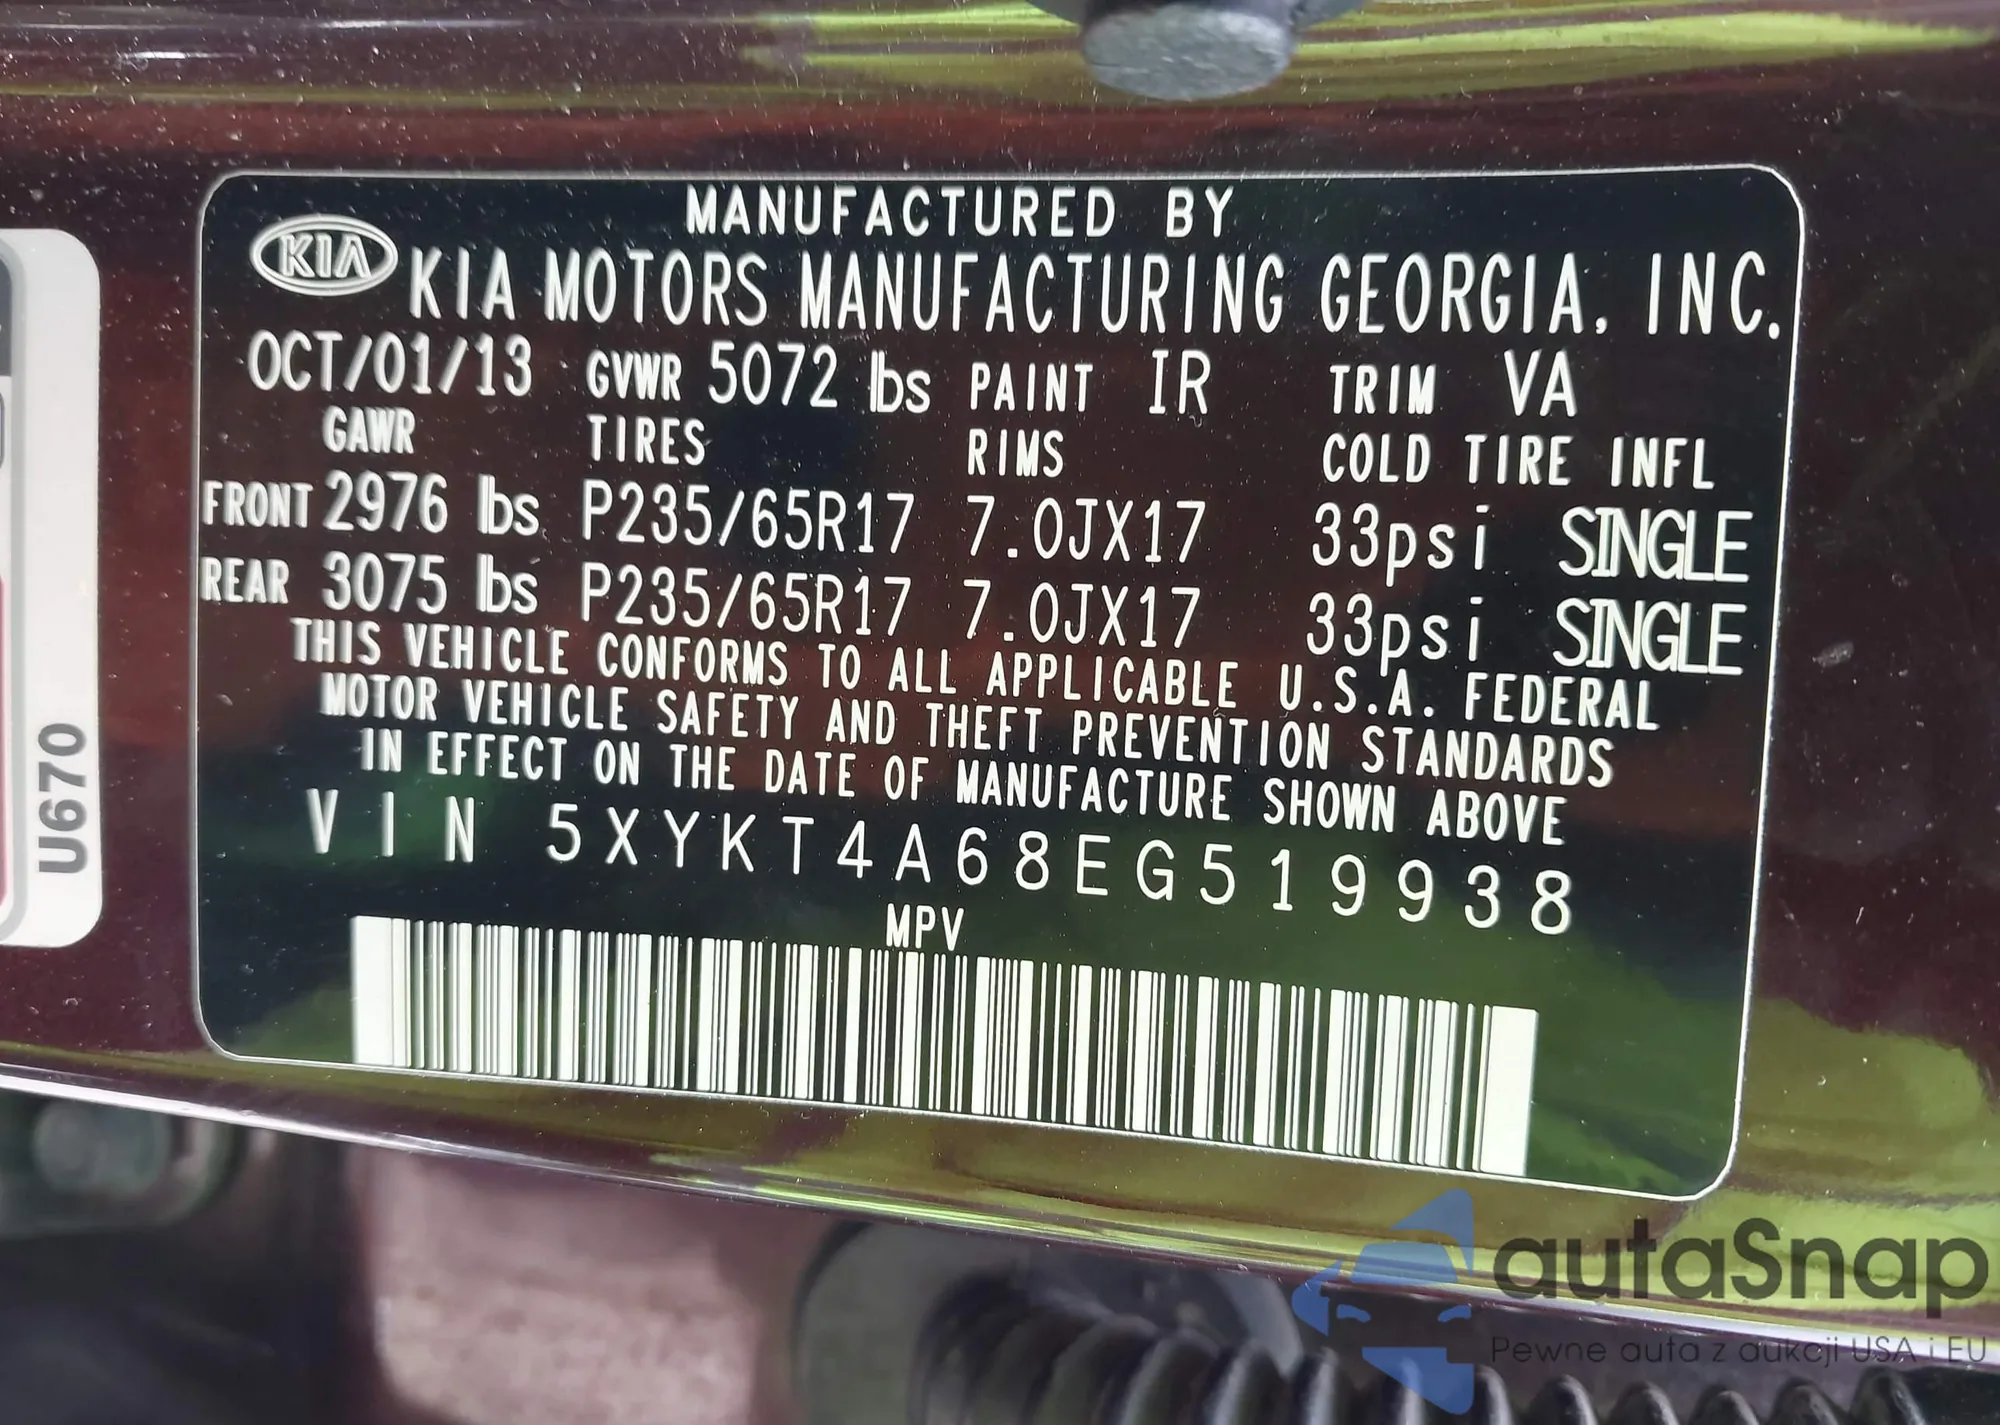 MANUFACTURED BY
KIA KIA MOTORS MANUFACTURING GEORGIA, INC.
OCT/01/13 GVWR 5072 lbs PAINT IR TRIM VA
GAWR TIRES RIMS COLD TIRE INFL
FRONT 2976 lbs P235/65R17 7.0JX17 33psi SINGLE
REAR 3075 lbs P235/65R17 7.0JX17 33psi SINGLE
THIS VEHICLE CONFORMS TO ALL APPLICABLE U.S.A. FEDERAL
MOTOR VEHICLE SAFETY AND THEFT PREVENTION STANDARDS
IN EFFECT ON THE DATE OF MANUFACTURE SHOWN ABOVE
VIN 5XYKT4A68EG519938
MPV
U670
autaSnap
Pewne auta z aukcji USA i EU